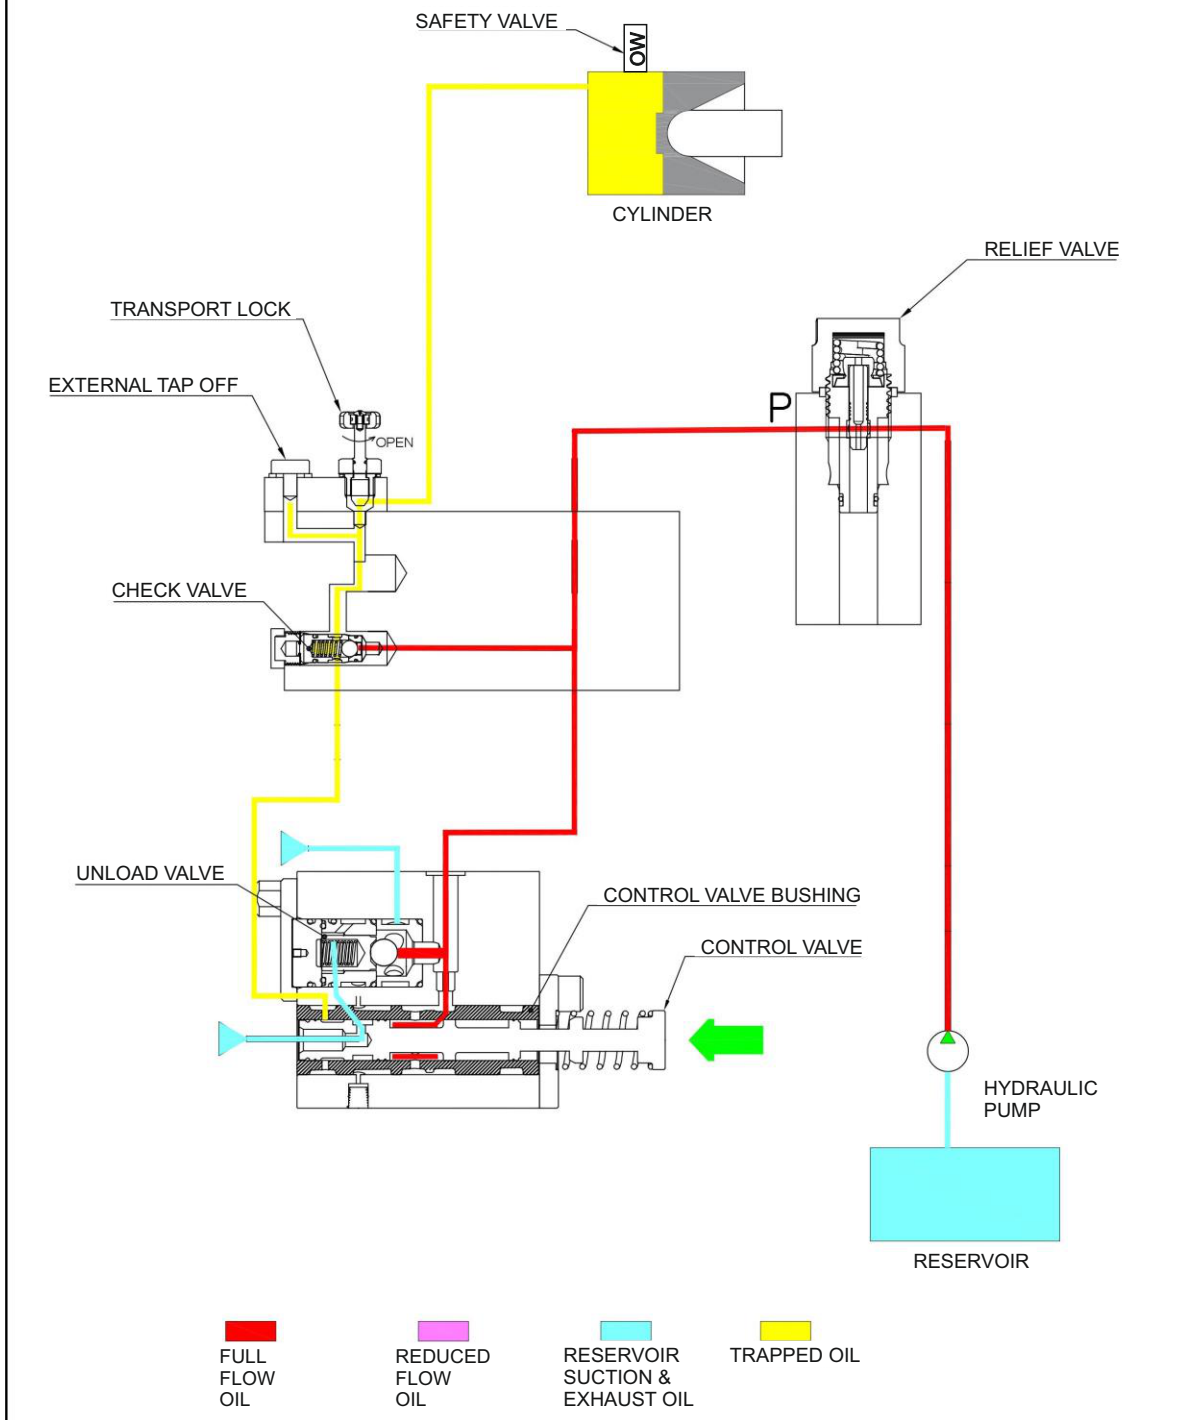 SAFETY VALVE
OW
CYLINDER
RELIEF VALVE
TRANSPORT LOCK
EXTERNAL TAP OFF
P
OPEN
CHECK VALVE
UNLOAD VALVE
CONTROL VALVE BUSHING
CONTROL VALVE
HYDRAULIC
PUMP
RESERVOIR
FULL
FLOW
OIL
REDUCED
FLOW
OIL
RESERVOIR
SUCTION &
EXHAUST OIL
TRAPPED OIL